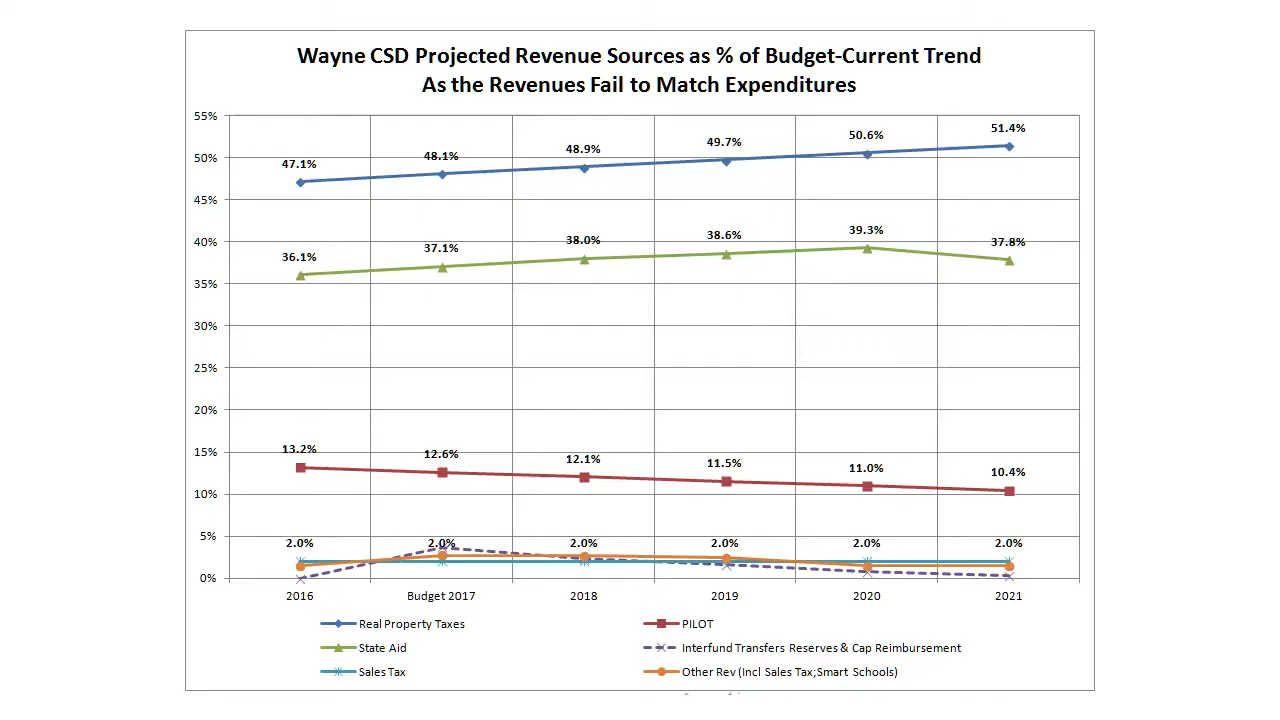 Wayne CSD Projected Revenue Sources as % of Budget-Current Trend
As the Revenues Fail to Match Expenditures
55%
50%
45%
40%
35%
30%
25%
20%
15%
10%
5%
0%
47.1% 48.1% 48.9% 49.7% 50.6% 51.4%
36.1% 37.1% 38.0% 38.6% 39.3% 37.8%
13.2% 12.6% 12.1% 11.5% 11.0% 10.4%
2.0% 2.0% 2.0% 2.0% 2.0% 2.0%
2016 Budget 2017 2018 2019 2020 2021
Real Property Taxes PILOT
State Aid Interfund Transfers Reserves & Cap Reimbursement
Sales Tax Other Rev (Incl Sales Tax;Smart Schools)